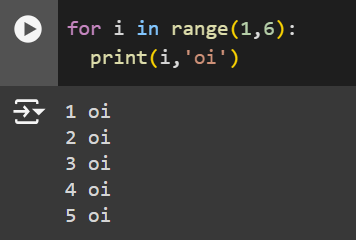 for i in range(1,6):
  print(i,'oi')
1 oi
2 oi
3 oi
4 oi
5 oi